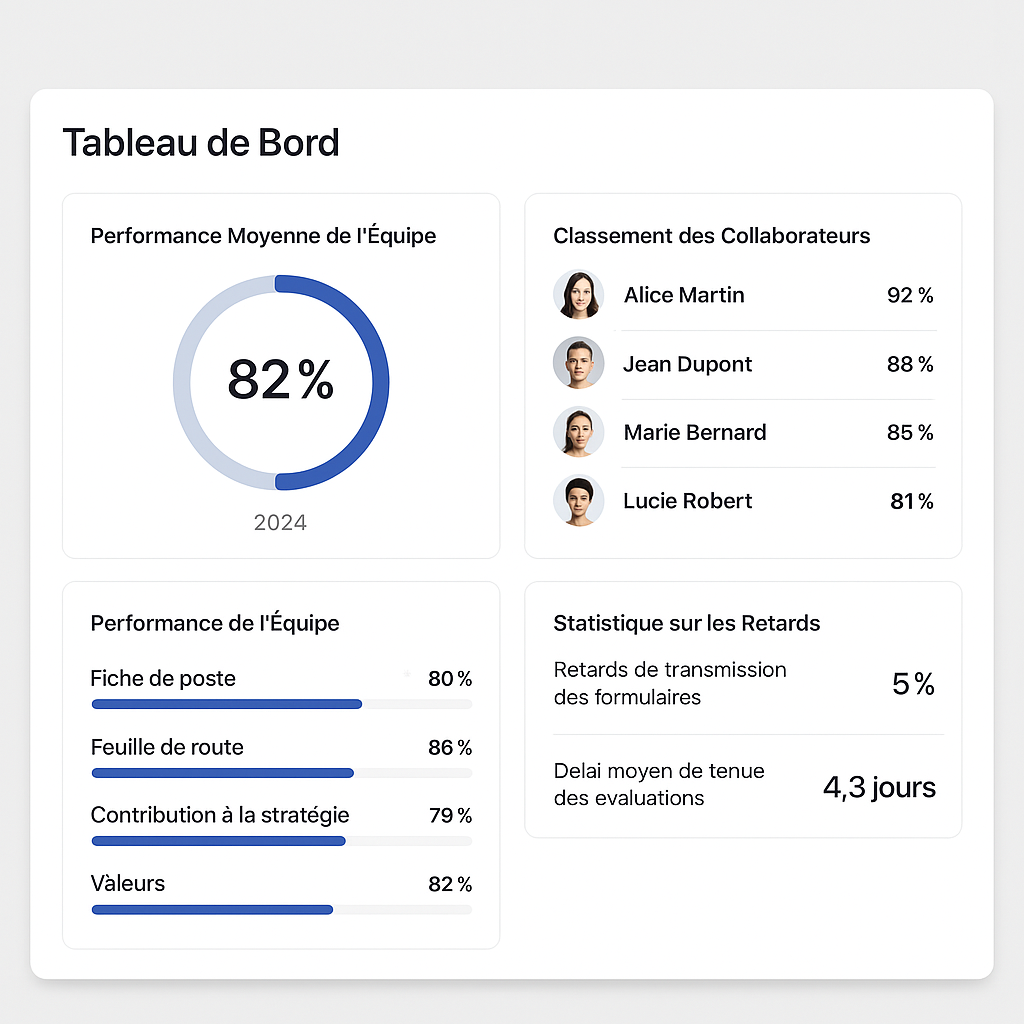 Tableau de Bord
Performance Moyenne de l'Équipe
82 %
2024
Classement des Collaborateurs
Alice Martin 92 %
Jean Dupont 88 %
Marie Bernard 85 %
Lucie Robert 81 %
Performance de l'Équipe
Fiche de poste 80 %
Feuille de route 86 %
Contribution à la stratégie 79 %
Vàleurs 82 %
Statistique sur les Retards
Retards de transmission
des formulaires
5 %
Delai moyen de tenue
des evaluations
4,3 jours